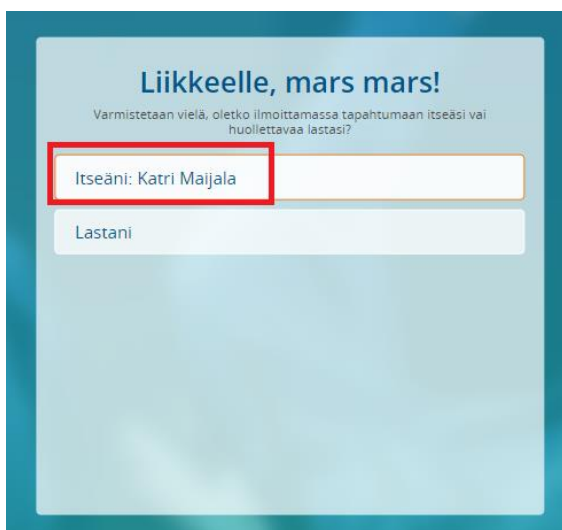 Liikkeelle, mars mars!
Varmistetaan vielä, oletko ilmoittamassa tapahtumaan itseäsi vai
huollettavaa lastasi?
Itseäni: Katri Maijala
Lastani